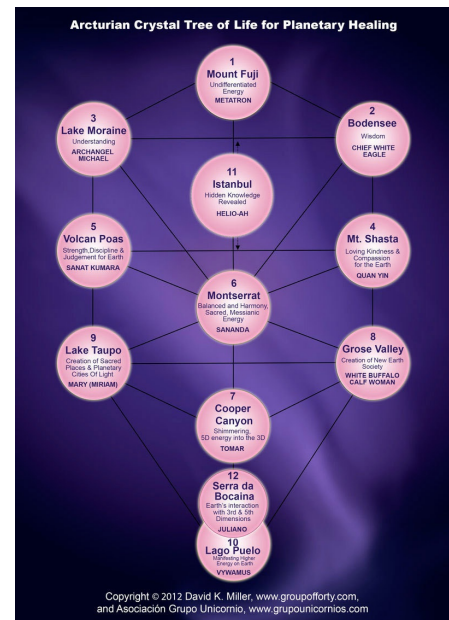 Arcturian Crystal Tree of Life for Planetary Healing
1
Mount Fuji
Undifferentiated
Energy
METATRON
3
Lake Moraine
Understanding
ARCHANGEL
MICHAEL
2
Bodensee
Wisdom
CHIEF WHITE
EAGLE
11
Istanbul
Hidden Knowledge
Revealed
HELIO-AH
5
Volcan Poas
Strength,Discipline &
Judgement for Earth
SANAT KUMARA
4
Mt. Shasta
Loving Kindness &
Compassion
for the Earth
QUAN YIN
6
Montserrat
Balanced and Harmony,
Sacred, Messianic
Energy
SANANDA
9
Lake Taupo
Creation of Sacred
Places & Planetary
Cities Of Light
MARY (MIRIAM)
8
Grose Valley
Creation of New Earth
Society
WHITE BUFFALO
CALF WOMAN
7
Cooper
Canyon
Shimmering,
5D energy into the 3D
TOMAR
12
Serra da
Bocaina
Earth's interaction
with 3rd & 5th
Dimensions
JULIANO
10
Lago Puelo
Manifesting Higher
Energy on Earth
VYWAMUS
Copyright © 2012 David K. Miller, www.groupofforty.com,
and Asociación Grupo Unicornio, www.grupounicornios.com